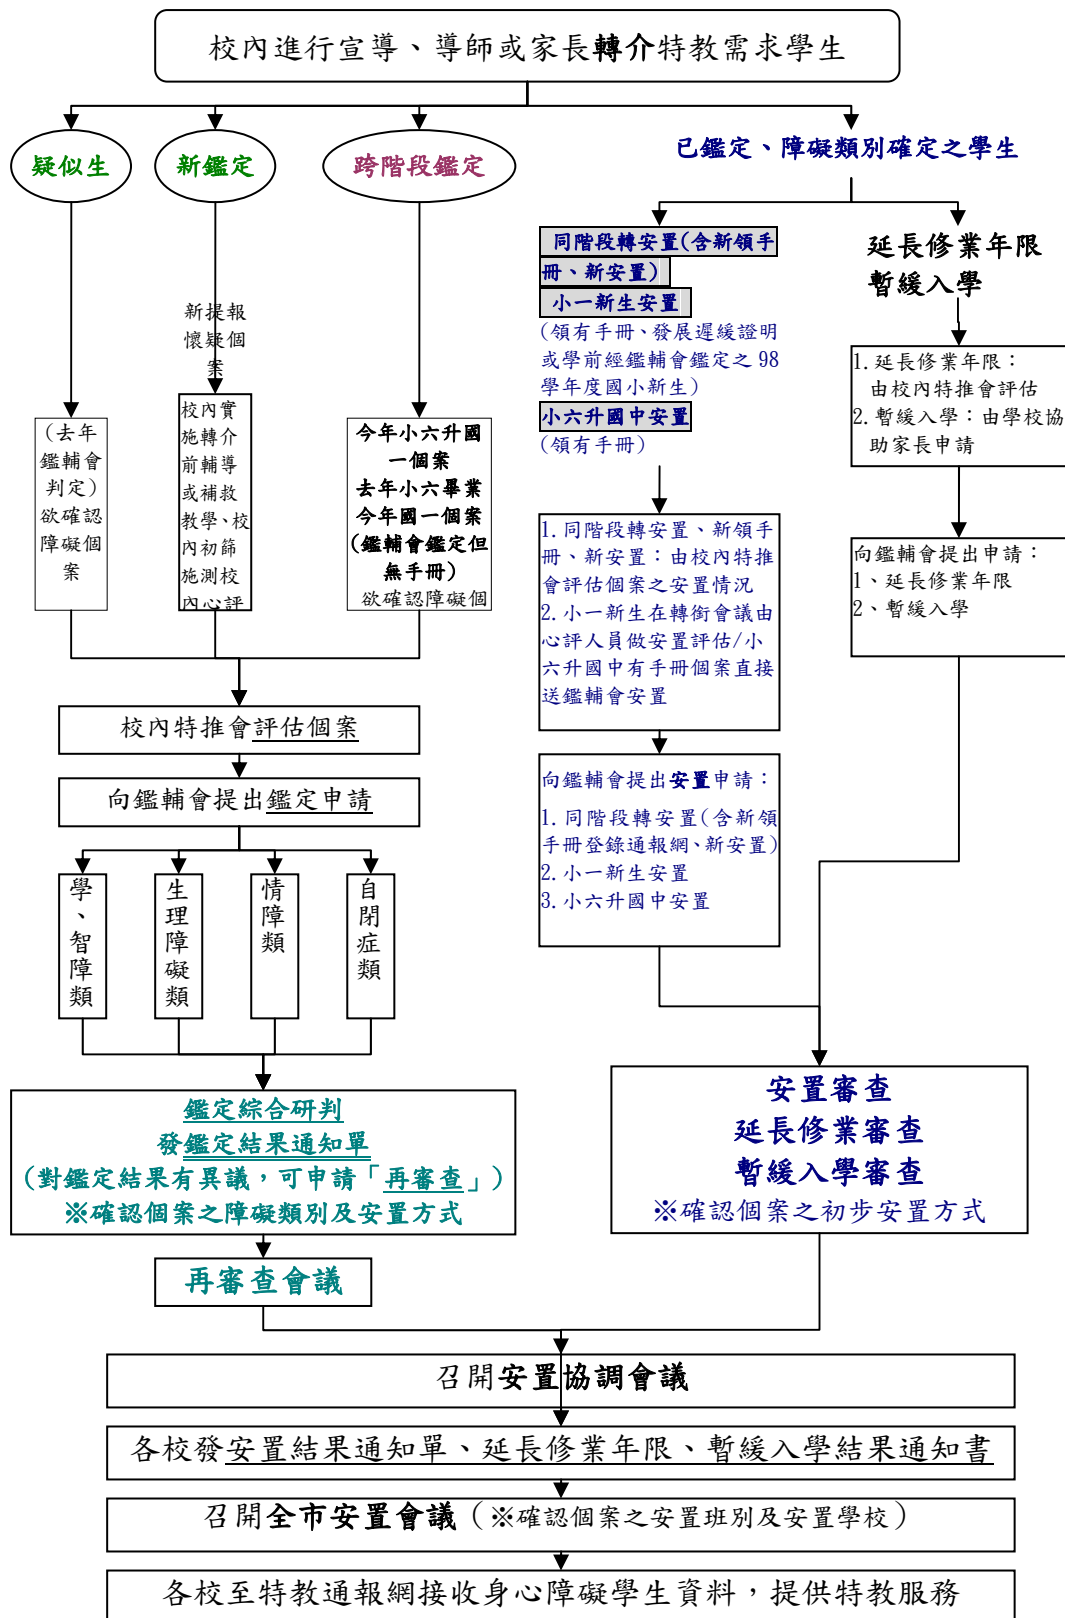 校內進行宣導、導師或家長轉介特教需求學生
疑似生
新鑑定
跨階段鑑定
已鑑定、障礙類別確定之學生
同階段轉安置(含新領手
冊、新安置)
小一新生安置
(領有手冊、發展遲緩證明
或學前經鑑輔會鑑定之 98
學年度國小新生)
小六升國中安置
(領有手冊)
延長修業年限
暫緩入學
新提報
懷疑個
案
(去年
鑑輔會
判定)
欲確認
障礙個
案
校內實
施轉介
前輔導
或補救
教學、校
內初篩
施測校
內心評
今年小六升國
一個案
去年小六畢業
今年國一個案
(鑑輔會鑑定但
無手冊)
欲確認障礙個
1.延長修業年限：
由校內特推會評估
2.暫緩入學：由學校協
助家長申請
1.同階段轉安置、新領手
冊、新安置：由校內特推
會評估個案之安置情況
2.小一新生在轉銜會議由
心評人員做安置評估/小
六升國中有手冊個案直接
送鑑輔會安置
向鑑輔會提出申請：
1、延長修業年限
2、暫緩入學
校內特推會評估個案
向鑑輔會提出鑑定申請
向鑑輔會提出安置申請：
1.同階段轉安置(含新領
手冊登錄通報網、新安置)
2.小一新生安置
3.小六升國中安置
學、智障類
生理障礙類
情障類
自閉症類
鑑定綜合研判
發鑑定結果通知單
(對鑑定結果有異議，可申請「再審查」)
※確認個案之障礙類別及安置方式
安置審查
延長修業審查
暫緩入學審查
※確認個案之初步安置方式
再審查會議
召開安置協調會議
各校發安置結果通知單、延長修業年限、暫緩入學結果通知書
召開全市安置會議（※確認個案之安置班別及安置學校）
各校至特教通報網接收身心障礙學生資料，提供特教服務